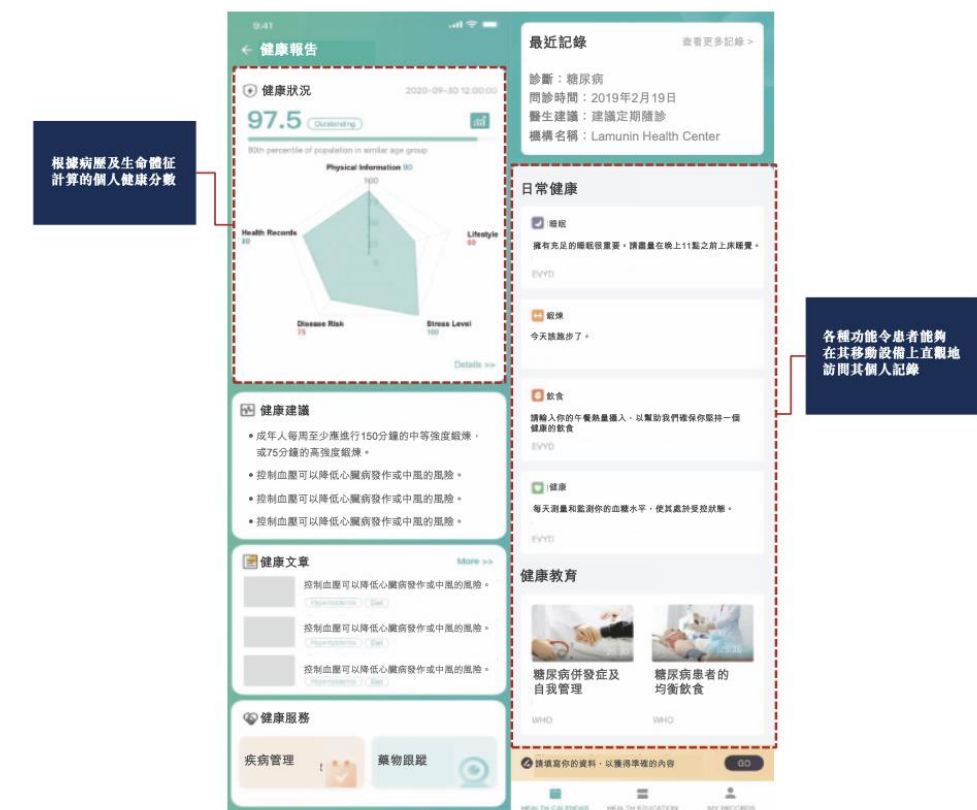 根據病歷及生命體征
計算的個人健康分數
9:41
← 健康報告
健康狀況
2020-09-30 12:00:00
97.5
Outstanding
80th percentile of population in similar age group
Physical Information 90
100
Health Records
80
Lifestyle
60
Disease Risk
75
Stress Level
100
Details >>
健康建議
• 成年人每周至少應進行150分鐘的中等強度鍛煉，
或75分鐘的高強度鍛煉。
• 控制血壓可以降低心臟病發作或中風的風險。
• 控制血壓可以降低心臟病發作或中風的風險。
• 控制血壓可以降低心臟病發作或中風的風險。
健康文章
More >>
控制血壓可以降低心臟病發作或中風的風險。
Diet
控制血壓可以降低心臟病發作或中風的風險。
Diet
控制血壓可以降低心臟病發作或中風的風險。
Diet
健康服務
疾病管理
藥物跟蹤
最近記錄
查看更多記錄 >
診斷：糖尿病
問診時間：2019年2月19日
醫生建議：建議定期隨診
機構名稱：Lamunin Health Center
日常健康
睡眠
擁有充足的睡眠很重要。請盡量在晚上11點之前上床睡覺。
EVYD
鍛煉
今天該跑步了。
飲食
請輸入你的午餐熱量攝入，以幫助我們確保你堅持一個
健康的飲食
EVYD
健康
每天測量和監測你的血糖水平，使其處於受控狀態。
EVYD
健康教育
糖尿病併發症及
自我管理
WHO
糖尿病患者的
均衡飲食
WHO
請填寫你的資料，以獲得準確的內容
GO
HEALTH CALENDAR
HEALTH EDUCATION
MY RECORDS
各種功能令患者能夠
在其移動設備上直觀地
訪問其個人記錄